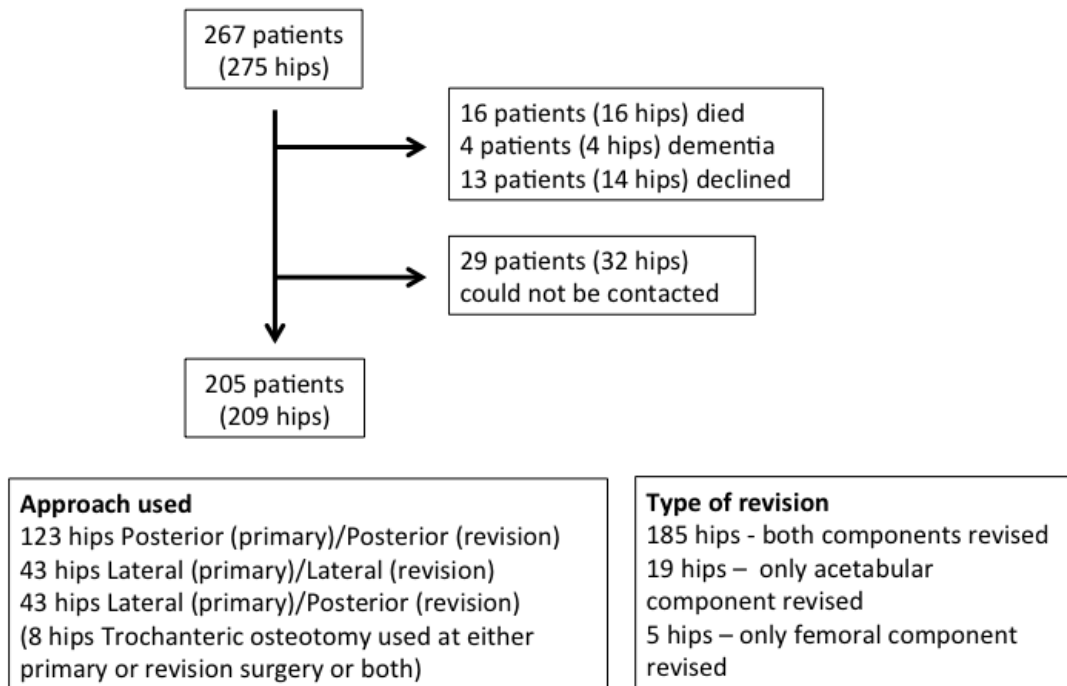 267 patients
(275 hips)
16 patients (16 hips) died
4 patients (4 hips) dementia
13 patients (14 hips) declined
29 patients (32 hips)
could not be contacted
205 patients
(209 hips)
Approach used
123 hips Posterior (primary)/Posterior (revision)
43 hips Lateral (primary)/Lateral (revision)
43 hips Lateral (primary)/Posterior (revision)
(8 hips Trochanteric osteotomy used at either
primary or revision surgery or both)
Type of revision
185 hips - both components revised
19 hips –  only acetabular
component revised
5 hips – only femoral component
revised